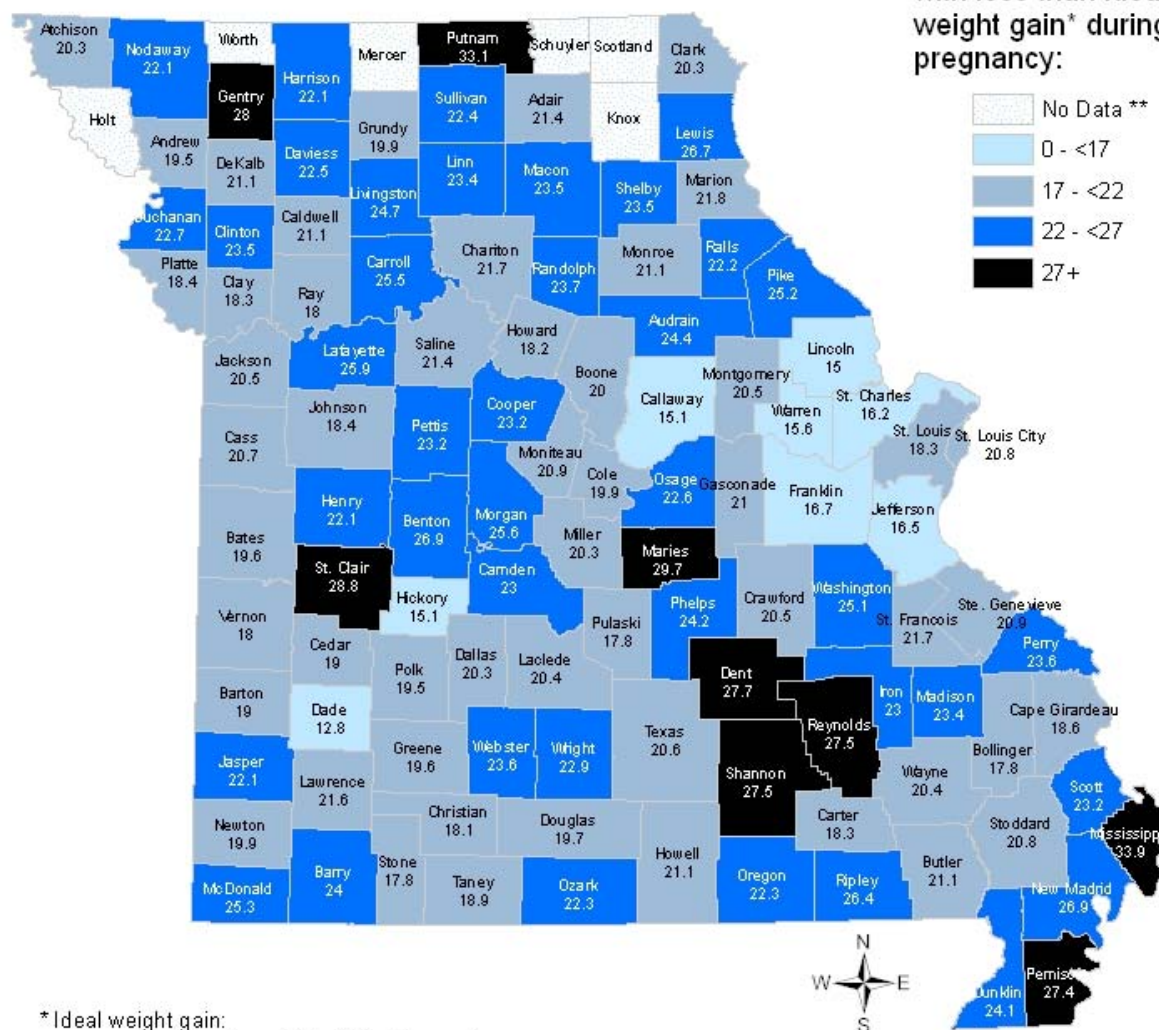 weight gain* during
pregnancy:
No Data **
0 - <17
17 - <22
22 - <27
27+
Atchison
20.3
Nodaway
22.1
Worth
Harrison
22.1
Mercer
Putnam
33.1
Schuyler
Scotland
Clark
20.3
Holt
Gentry
28
Sullivan
22.4
Adair
21.4
Knox
Lewis
26.7
Andrew
19.5
DeKalb
21.1
Daviess
22.5
Grundy
19.9
Linn
23.4
Macon
23.5
Shelby
23.5
Marion
21.8
Buchanan
22.7
Clinton
23.5
Caldwell
21.1
Livingston
24.7
Chariton
21.7
Randolph
23.7
Monroe
21.1
Ralls
22.2
Pike
25.2
Platte
18.4
Clay
18.3
Ray
18
Carroll
25.5
Audrain
24.4
Jackson
20.5
Lafayette
25.9
Saline
21.4
Howard
18.2
Boone
20
Callaway
15.1
Montgomery
20.5
Lincoln
15
Warren
15.6
St. Charles
16.2
St. Louis
18.3
St. Louis City
20.8
Cass
20.7
Johnson
18.4
Pettis
23.2
Cooper
23.2
Moniteau
20.9
Cole
19.9
Osage
22.6
Gasconade
21
Franklin
16.7
Jefferson
16.5
Bates
19.6
Henry
22.1
Benton
26.9
Morgan
25.6
Miller
20.3
Maries
29.7
St. Clair
28.8
Hickory
15.1
Camden
23
Pulaski
17.8
Phelps
24.2
Crawford
20.5
Washington
25.1
St. Francois
21.7
Ste. Genevieve
20.9
Perry
23.6
Vernon
18
Cedar
19
Polk
19.5
Dallas
20.3
Laclede
20.4
Dent
27.7
Iron
23
Madison
23.4
Cape Girardeau
18.6
Barton
19
Dade
12.8
Greene
19.6
Webster
23.6
Wright
22.9
Texas
20.6
Shannon
27.5
Reynolds
27.5
Wayne
20.4
Bollinger
17.8
Scott
23.2
Jasper
22.1
Lawrence
21.6
Christian
18.1
Douglas
19.7
Howell
21.1
Carter
18.3
Butler
21.1
Stoddard
20.8
Mississipp
33.9
Newton
19.9
McDonald
25.3
Barry
24
Stone
17.8
Taney
18.9
Ozark
22.3
Oregon
22.3
Ripley
26.4
New Madrid
26.9
Dunklin
24.1
Pemisc
27.4
N
W E
S
* Ideal weight gain: